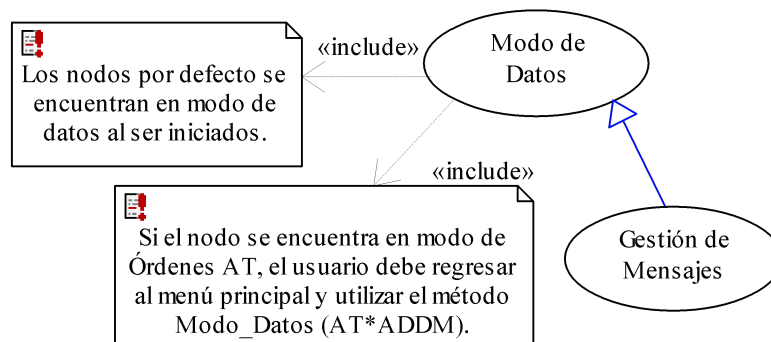 «include»
Modo de
Datos
Los nodos por defecto se
encuentran en modo de
datos al ser iniciados.
«include»
Si el nodo se encuentra en modo de
Órdenes AT, el usuario debe regresar
al menú principal y utilizar el método
Modo_Datos (AT*ADDM).
Gestión de
Mensajes